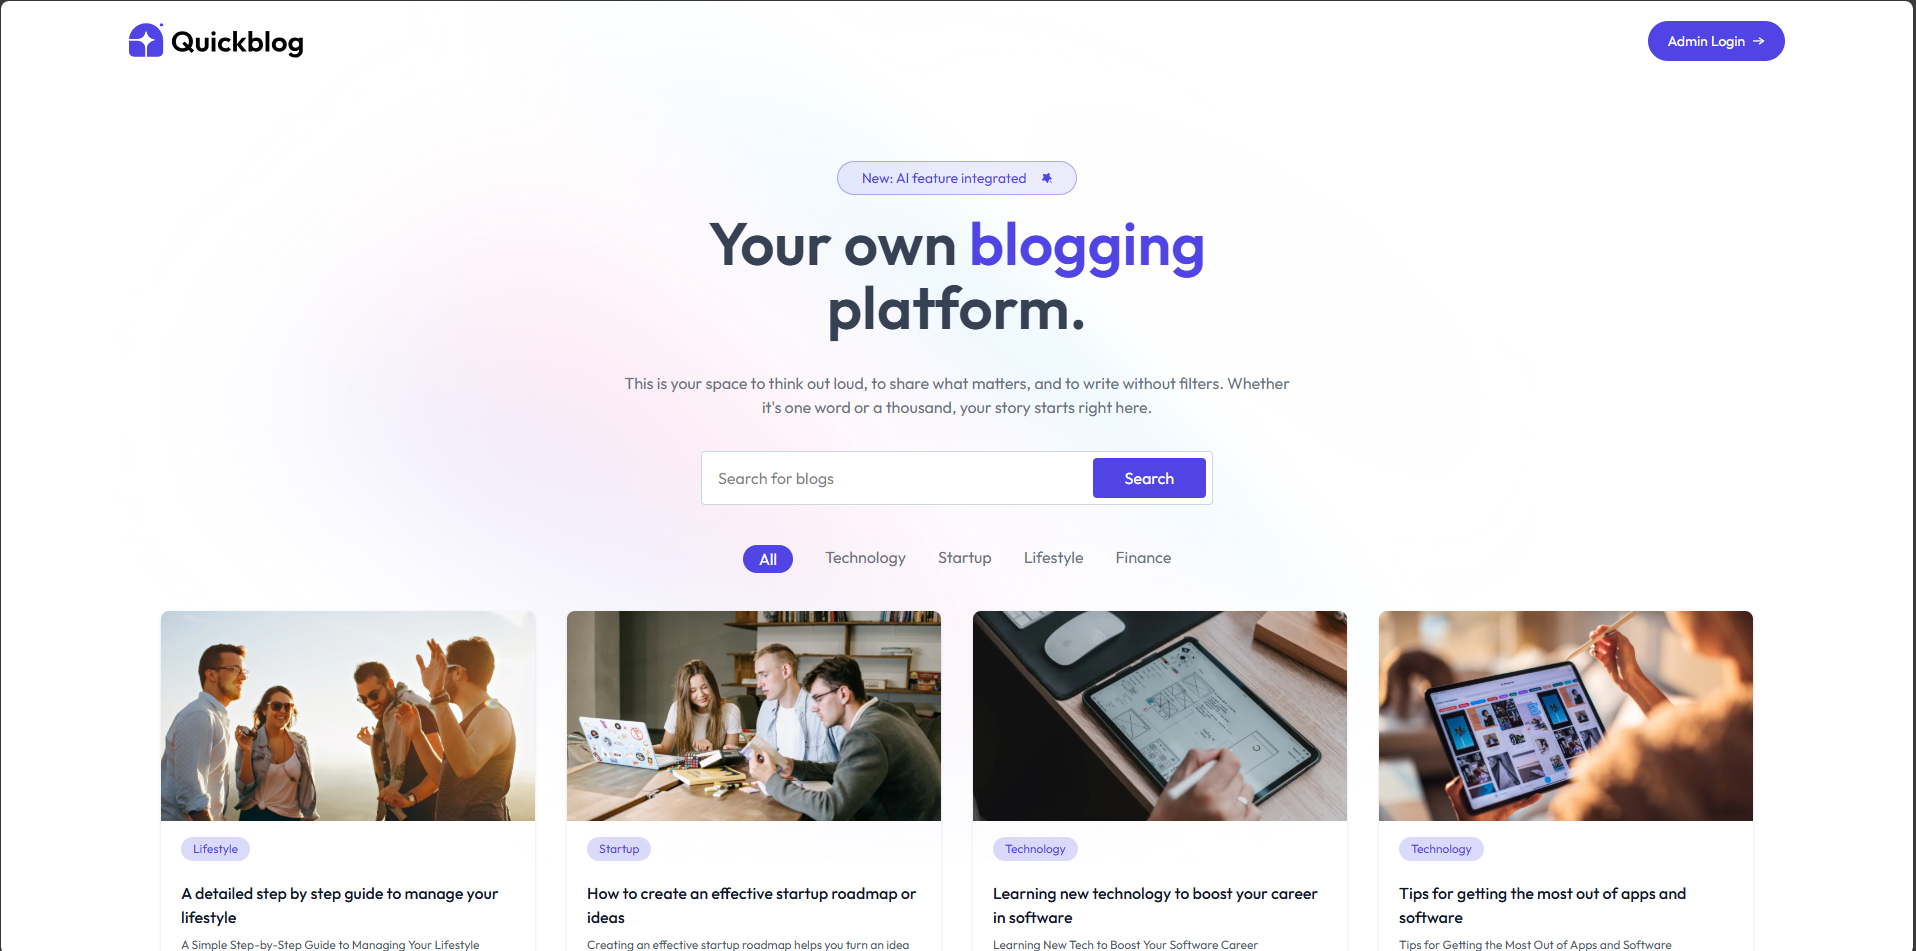 Quickblog
Admin Login →
New: AI feature integrated
Your own blogging
platform.
This is your space to think out loud, to share what matters, and to write without filters. Whether
it's one word or a thousand, your story starts right here.
Search for blogs
Search
All
Technology
Startup
Lifestyle
Finance
Lifestyle
A detailed step by step guide to manage your
lifestyle
A Simple Step-by-Step Guide to Managing Your Lifestyle
Startup
How to create an effective startup roadmap or
ideas
Creating an effective startup roadmap helps you turn an idea
Technology
Learning new technology to boost your career
in software
Learning New Tech to Boost Your Software Career
Technology
Tips for getting the most out of apps and
software
Tips for Getting the Most Out of Apps and Software